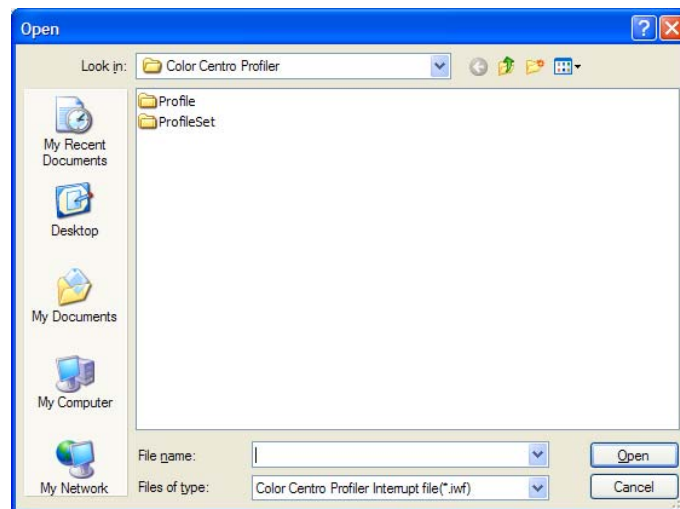 Open
Look in: Color Centro Profiler
Profile
ProfileSet
My Recent
Documents
Desktop
My Documents
My Computer
My Network
File name:
Open
Files of type: Color Centro Profiler Interrupt file(*.iwf)
Cancel